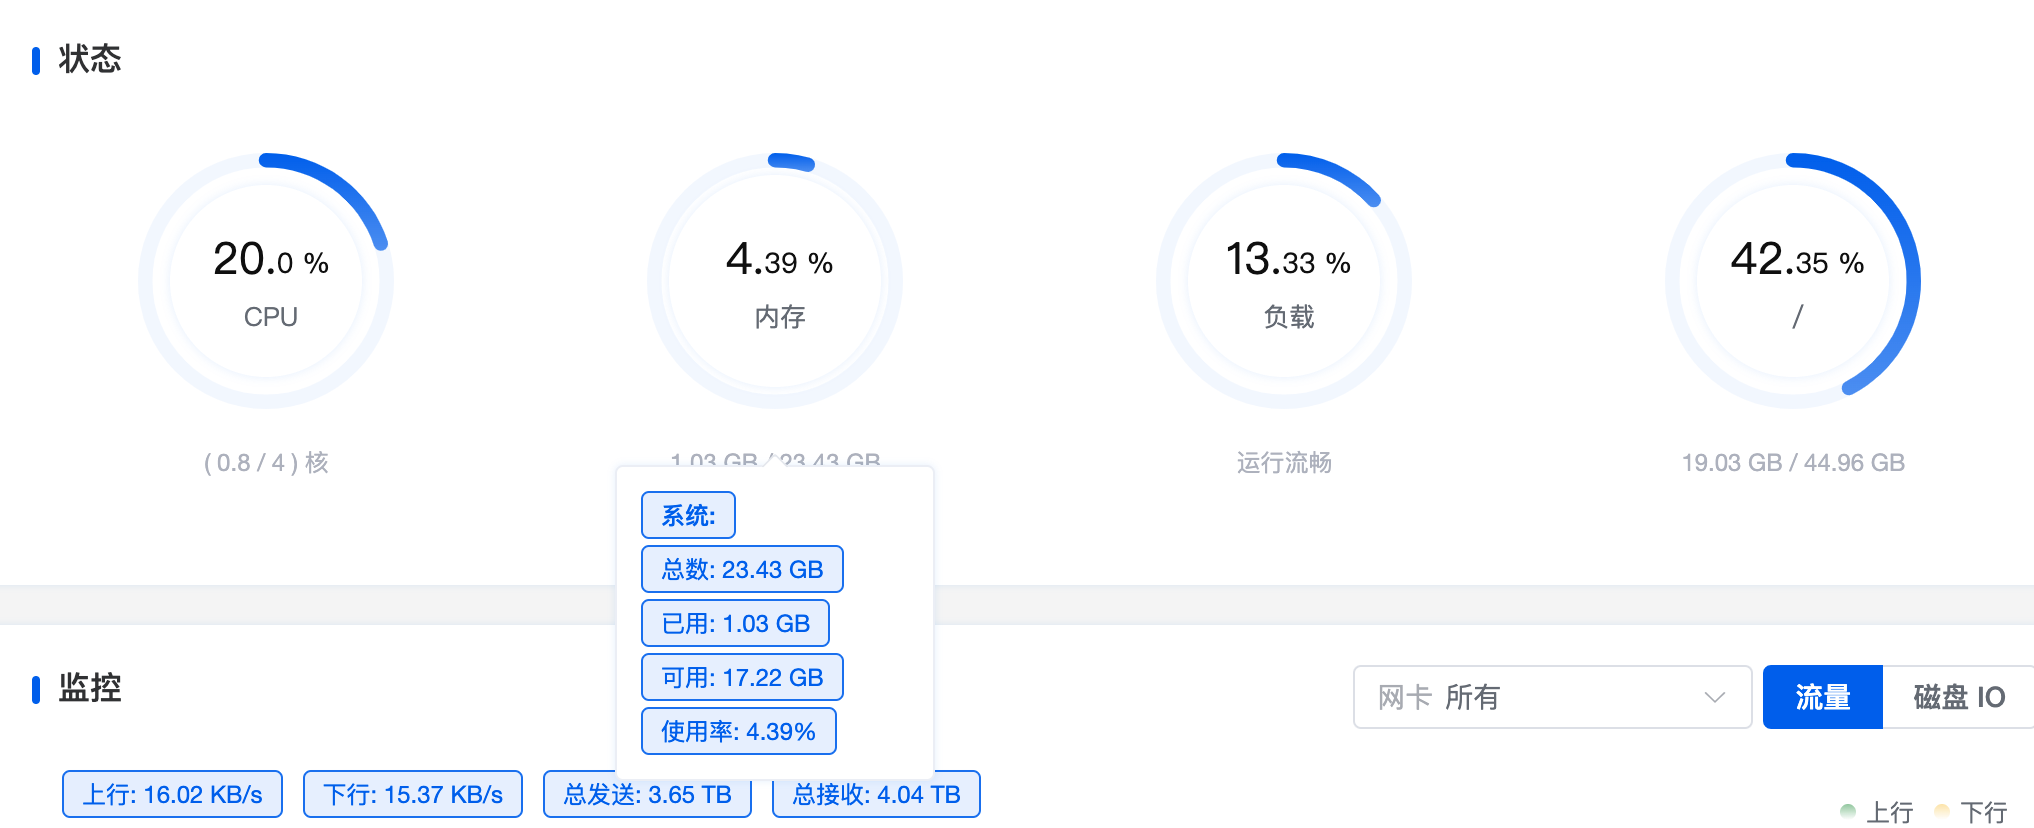 状态
20.0 %
CPU
( 0.8 / 4 ) 核
4.39 %
内存
1.03 GB / 23.43 GB
13.33 %
负载
运行流畅
42.35 %
/
19.03 GB / 44.96 GB
系统:
总数: 23.43 GB
已用: 1.03 GB
可用: 17.22 GB
使用率: 4.39%
监控
网卡 所有
流量
磁盘 IO
上行: 16.02 KB/s
下行: 15.37 KB/s
总发送: 3.65 TB
总接收: 4.04 TB
上行
下行